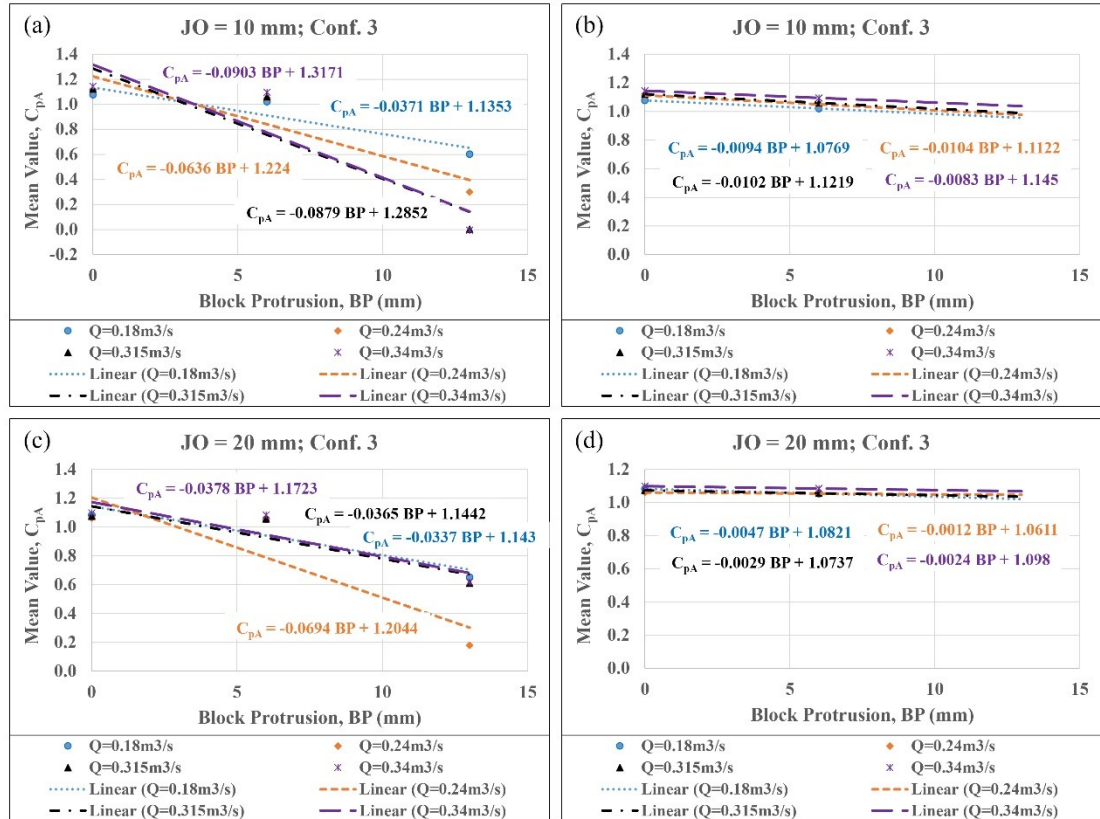 (a)
JO = 10 mm; Conf. 3
Mean Value, CpA
1.4
1.2
1.0
0.8
0.6
0.4
0.2
0.0
-0.2
CpA = -0.0903 BP + 1.3171
CpA = -0.0371 BP + 1.1353
CpA = -0.0636 BP + 1.224
CpA = -0.0879 BP + 1.2852
0 5 10 15
Block Protrusion, BP (mm)
Q=0.18m3/s Q=0.24m3/s
Q=0.315m3/s Q=0.34m3/s
Linear (Q=0.18m3/s) Linear (Q=0.24m3/s)
Linear (Q=0.315m3/s) Linear (Q=0.34m3/s)
(b)
JO = 10 mm; Conf. 3
Mean Value, CpA
1.4
1.2
1.0
0.8
0.6
0.4
0.2
0.0
CpA = -0.0094 BP + 1.0769 CpA = -0.0104 BP + 1.1122
CpA = -0.0102 BP + 1.1219 CpA = -0.0083 BP + 1.145
0 5 10 15
Block Protrusion, BP (mm)
Q=0.18m3/s Q=0.24m3/s
Q=0.315m3/s Q=0.34m3/s
Linear (Q=0.18m3/s) Linear (Q=0.24m3/s)
Linear (Q=0.315m3/s) Linear (Q=0.34m3/s)
(c)
JO = 20 mm; Conf. 3
Mean Value, CpA
1.4
1.2
1.0
0.8
0.6
0.4
0.2
0.0
CpA = -0.0378 BP + 1.1723
CpA = -0.0365 BP + 1.1442
CpA = -0.0337 BP + 1.143
CpA = -0.0694 BP + 1.2044
0 5 10 15
Block Protrusion, BP (mm)
Q=0.18m3/s Q=0.24m3/s
Q=0.315m3/s Q=0.34m3/s
Linear (Q=0.18m3/s) Linear (Q=0.24m3/s)
Linear (Q=0.315m3/s) Linear (Q=0.34m3/s)
(d)
JO = 20 mm; Conf. 3
Mean Value, CpA
1.2
1.0
0.8
0.6
0.4
0.2
0.0
CpA = -0.0047 BP + 1.0821 CpA = -0.0012 BP + 1.0611
CpA = -0.0029 BP + 1.0737 CpA = -0.0024 BP + 1.098
0 5 10 15
Block Protrusion, BP (mm)
Q=0.18m3/s Q=0.24m3/s
Q=0.315m3/s Q=0.34m3/s
Linear (Q=0.18m3/s) Linear (Q=0.24m3/s)
Linear (Q=0.315m3/s) Linear (Q=0.34m3/s)